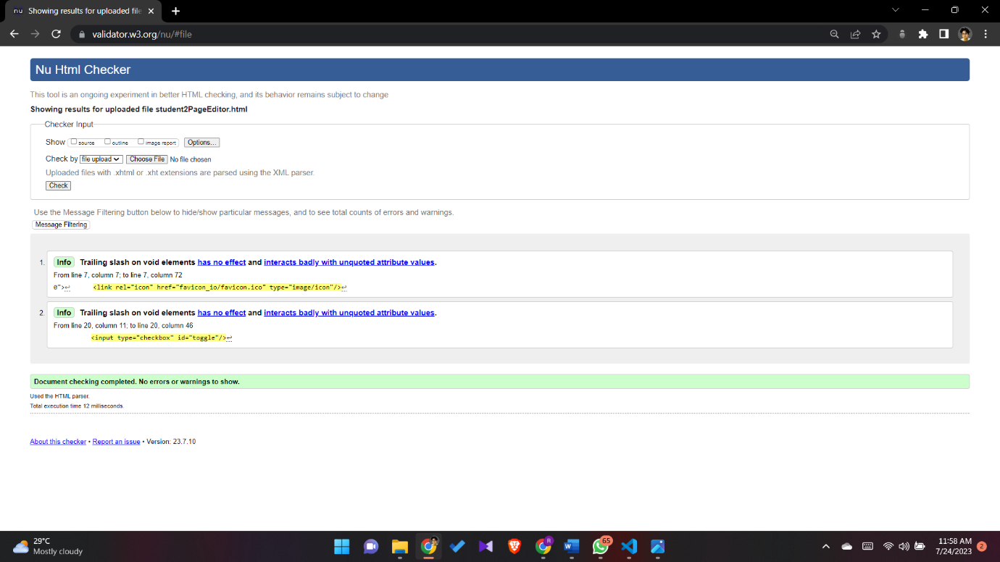 nu Showing results for uploaded file
validator.w3.org/nu/#file
Nu Html Checker
This tool is an ongoing experiment in better HTML checking, and its behavior remains subject to change
Showing results for uploaded file student2PageEditor.html
Checker Input
Show source outline image report Options...
Check by file upload Choose File No file chosen
Uploaded files with .xhtml or .xht extensions are parsed using the XML parser.
Check
Use the Message Filtering button below to hide/show particular messages, and to see total counts of errors and warnings.
Message Filtering
1. Info Trailing slash on void elements has no effect and interacts badly with unquoted attribute values.
From line 7, column 7; to line 7, column 72
0">↩ <link rel="icon" href="favicon_io/favicon.ico" type="image/icon"/>↩
2. Info Trailing slash on void elements has no effect and interacts badly with unquoted attribute values.
From line 20, column 11; to line 20, column 46
<input type="checkbox" id="toggle"/>↩
Document checking completed. No errors or warnings to show.
Used the HTML parser.
Total execution time 12 milliseconds.
About this checker • Report an issue • Version: 23.7.10
29°C
Mostly cloudy
R
W
65
11:58 AM
7/24/2023
2